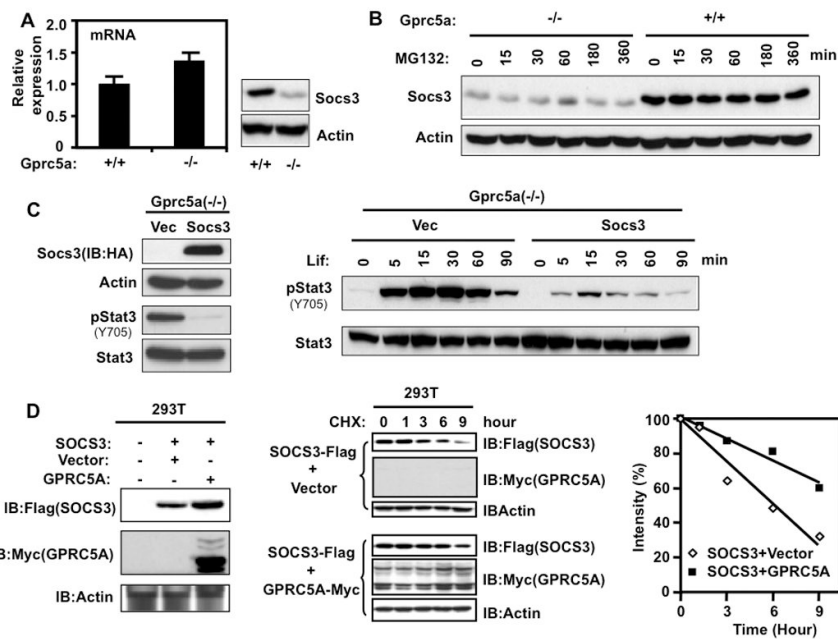 A
mRNA
Relative
expression
2.0
1.5
1.0
0.5
0
Gprc5a: +/+ -/-
Socs3
Actin
+/+ -/-
B
Gprc5a: -/- +/+
MG132: 0 15 30 60 180 360 0 15 30 60 180 360 min
Socs3
Actin
C
Gprc5a(-/-)
Vec Socs3
Socs3(IB:HA)
Actin
pStat3
(Y705)
Stat3
Gprc5a(-/-)
Vec Socs3
Lif: 0 5 15 30 60 90 0 5 15 30 60 90 min
pStat3
(Y705)
Stat3
D
293T
SOCS3: - + +
Vector: - + -
GPRC5A: - - +
IB:Flag(SOCS3)
B:Myc(GPRC5A)
IB:Actin
293T
CHX: 0 1 3 6 9 hour
SOCS3-Flag
+
Vector
IB:Flag(SOCS3)
IB:Myc(GPRC5A)
IBActin
SOCS3-Flag
+
GPRC5A-Myc
IB:Flag(SOCS3)
IB:Myc(GPRC5A)
IB:Actin
Intensity (%)
100
80
60
40
20
0
SOCS3+Vector
SOCS3+GPRC5A
0 3 6 9
Time (Hour)